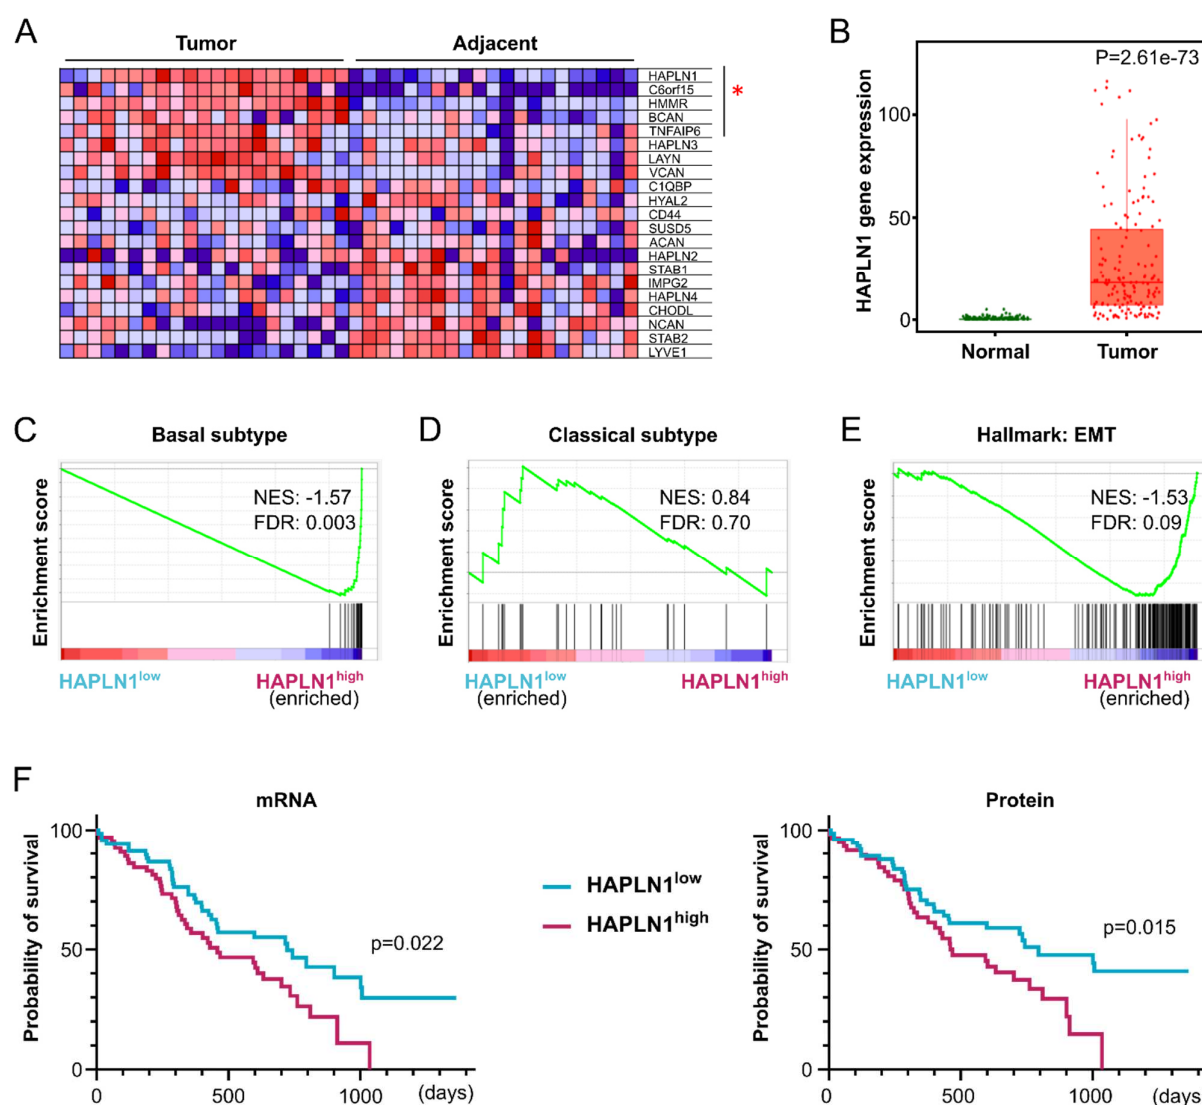 A
Tumor
Adjacent
HAPLN1
C6orf15
HMMR
BCAN
TNFAIP6
HAPLN3
LAYN
VCAN
C1QBP
HYAL2
CD44
SUSD5
ACAN
HAPLN2
STAB1
IMPG2
HAPLN4
CHODL
NCAN
STAB2
LYVE1
*
B
P=2.61e-73
HAPLN1 gene expression
100
50
0
Normal
Tumor
C
Basal subtype
Enrichment score
NES: -1.57
FDR: 0.003
HAPLN1low
HAPLN1high
(enriched)
D
Classical subtype
Enrichment score
NES: 0.84
FDR: 0.70
HAPLN1low
(enriched)
HAPLN1high
E
Hallmark: EMT
Enrichment score
NES: -1.53
FDR: 0.09
HAPLN1low
HAPLN1high
(enriched)
F
mRNA
Probability of survival
100
50
0
p=0.022
0
500
1000
(days)
HAPLN1low
HAPLN1high
Protein
Probability of survival
100
50
0
p=0.015
0
500
1000
(days